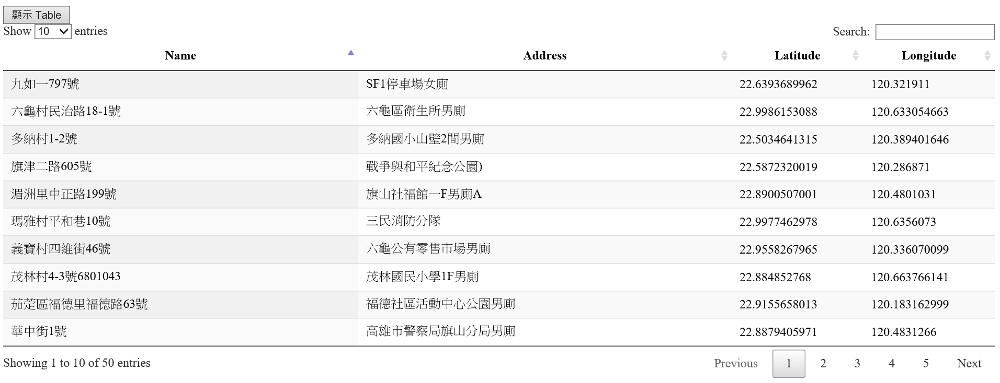 顯示 Table
Show 10 entries Search:
Name Address Latitude Longitude
九如一797號 SF1停車場女廁 22.6393689962 120.321911
六龜村民治路18-1號 六龜區衛生所男廁 22.9986153088 120.633054663
多納村1-2號 多納國小山壁2間男廁 22.5034641315 120.389401646
旗津二路605號 戰爭與和平紀念公園) 22.5872320019 120.286871
湄洲里中正路199號 旗山社福館一F男廁A 22.8900507001 120.4801031
瑪雅村平和巷10號 三民消防分隊 22.9977462978 120.6356073
義寶村四維街46號 六龜公有零售市場男廁 22.9558267965 120.336070099
茂林村4-3號6801043 茂林國民小學1F男廁 22.884852768 120.663766141
茄萣區福德里福德路63號 福德社區活動中心公園男廁 22.9155658013 120.183162999
華中街1號 高雄市警察局旗山分局男廁 22.8879405971 120.4831266
Showing 1 to 10 of 50 entries Previous 1 2 3 4 5 Next